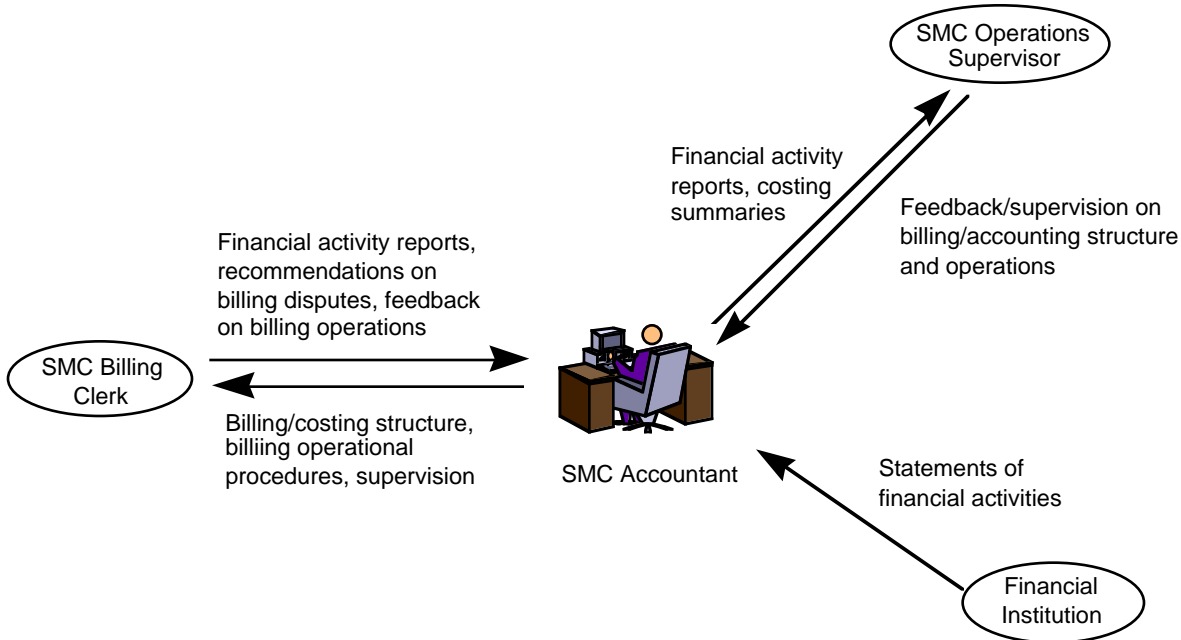 SMC Operations
Supervisor
Financial activity
reports, costing
summaries
Feedback/supervision on
billing/accounting structure
and operations
Financial activity reports,
recommendations on
billing disputes, feedback
on billing operations
SMC Billing
Clerk
Billing/costing structure,
billiing operational
procedures, supervision
SMC Accountant
Statements of
financial activities
Financial
Institution